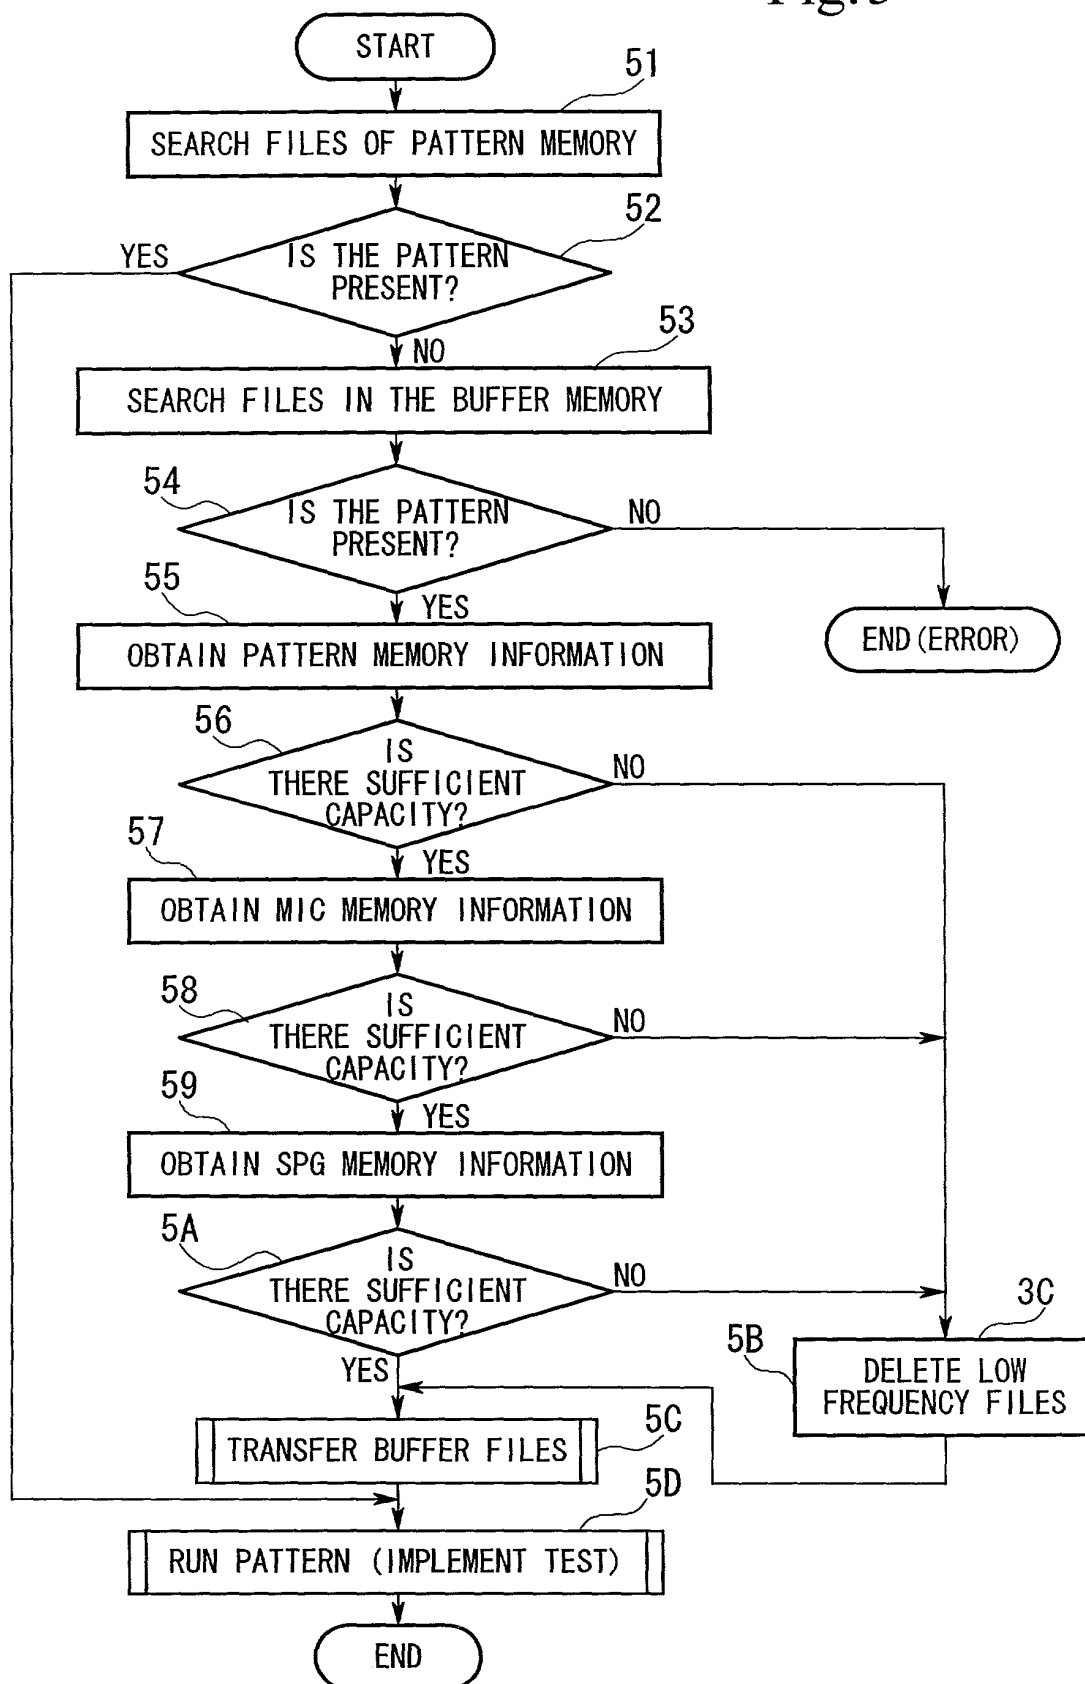 Fig.5
START
51
SEARCH FILES OF PATTERN MEMORY
52
YES
IS THE PATTERN
PRESENT?
NO
53
SEARCH FILES IN THE BUFFER MEMORY
54
IS THE PATTERN
PRESENT?
NO
55
YES
END(ERROR)
OBTAIN PATTERN MEMORY INFORMATION
56
IS
THERE SUFFICIENT
CAPACITY?
NO
57
YES
OBTAIN MIC MEMORY INFORMATION
58
IS
THERE SUFFICIENT
CAPACITY?
NO
59
YES
OBTAIN SPG MEMORY INFORMATION
5A
IS
THERE SUFFICIENT
CAPACITY?
NO
3C
5B
DELETE LOW
FREQUENCY FILES
YES
5C
TRANSFER BUFFER FILES
5D
RUN PATTERN (IMPLEMENT TEST)
END